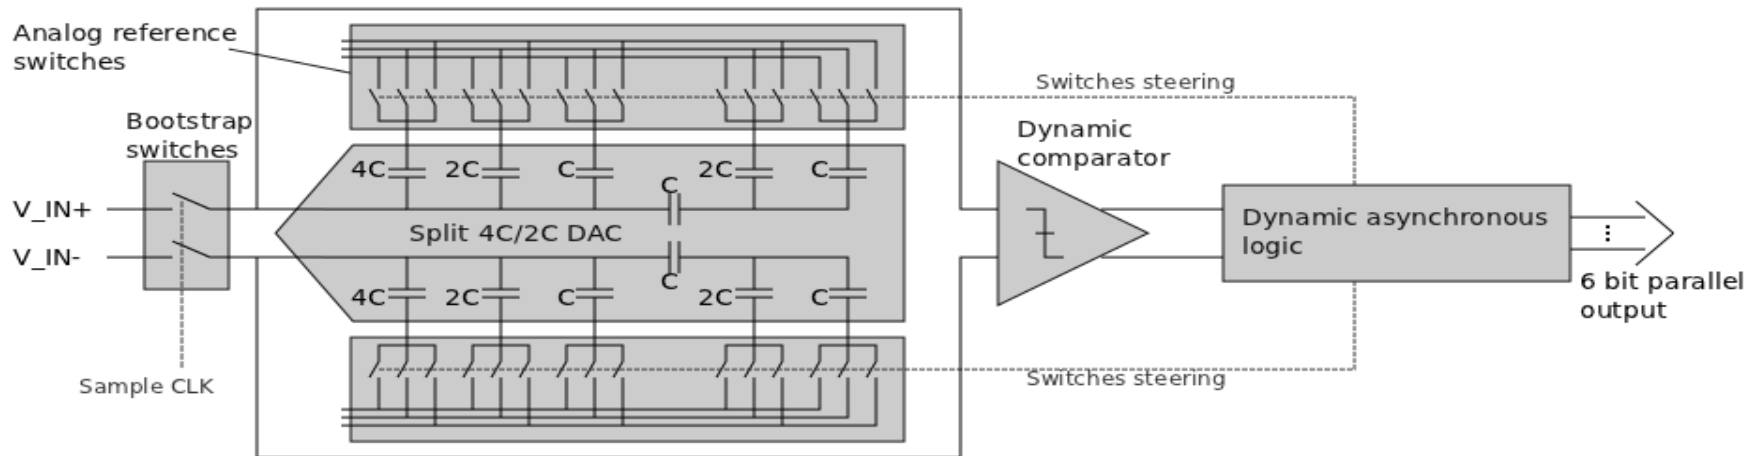 Analog reference
switches
Switches steering
Bootstrap
switches
Dynamic
comparator
4C 2C C 2C C
C
V_IN+
Split 4C/2C DAC
Dynamic asynchronous
logic
V_IN-
C
4C 2C C 2C C
6 bit parallel
output
Sample CLK
Switches steering